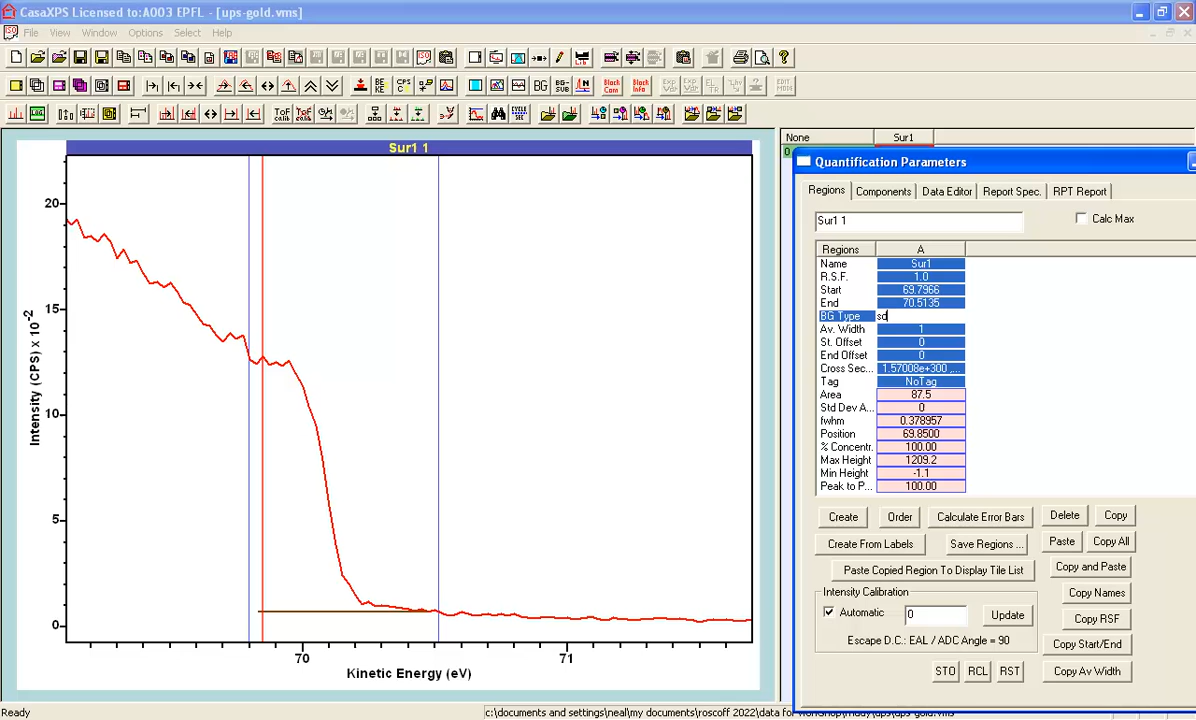 CasaXPS Licensed to:A003 EPFL - [ups-gold.vms]
File View Window Options Select Help
None Sur1
0
Sur1 1
Intensity (CPS) x 10⁻²
20
15
10
5
0
70 71
Kinetic Energy (eV)
Quantification Parameters
Regions Components Data Editor Report Spec. RPT Report
Sur1 1
Calc Max
Regions A
Name Sur1
R.S.F. 1.0
Start 69.7966
End 70.5135
BG Type sd
Av. Width 1
St. Offset 0
End Offset 0
Cross Sec... 1.57008e+300 ,...
Tag NoTag
Area 87.5
Std Dev A... 0
fwhm 0.378957
Position 69.8500
% Concentr. 100.00
Max Height 1209.2
Min Height -1.1
Peak to P... 100.00
Create Order Calculate Error Bars Delete Copy
Create From Labels Save Regions ... Paste Copy All
Paste Copied Region To Display Tile List Copy and Paste
Intensity Calibration Copy Names
Automatic 0 Update Copy RSF
Escape D.C.: EAL / ADC Angle = 90 Copy Start/End
STO RCL RST Copy Av Width
Ready